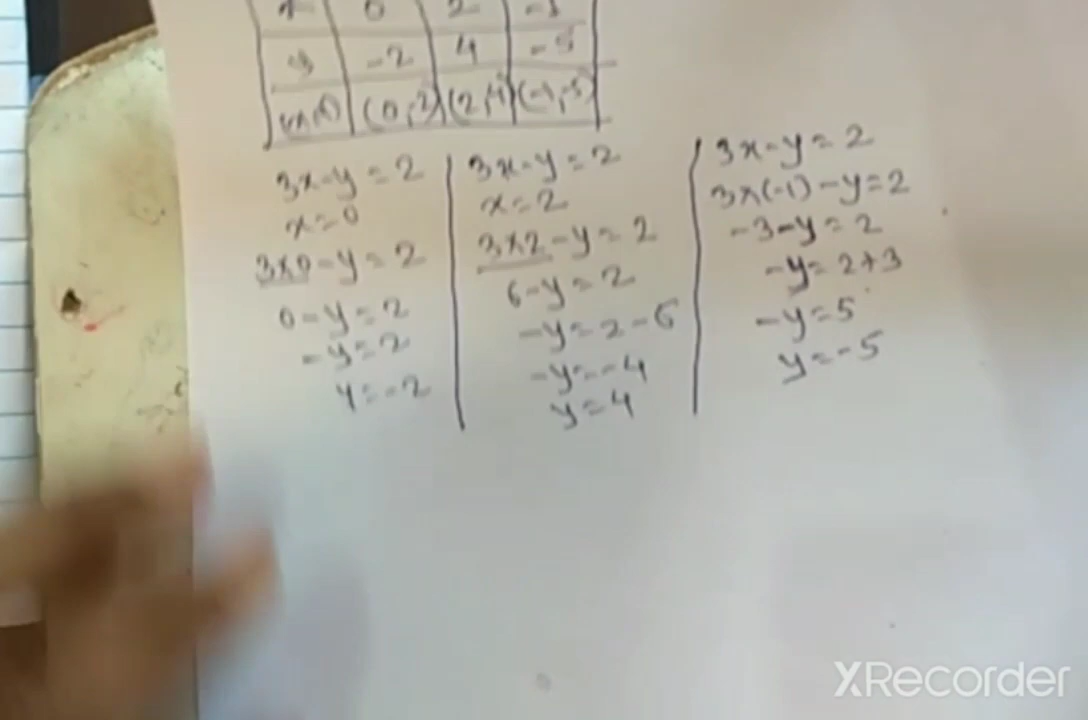 x 0 2 -1
y -2 4 -5
(x,y) (0,-2) (2,4) (-1,-5)
3x-y=2
x=0
3x0-y=2
0-y=2
-y=2
y=-2
3x-y=2
x=2
3x2-y=2
6-y=2
-y=2-6
-y=-4
y=4
3x-y=2
3x(-1)-y=2
-3-y=2
-y=2+3
-y=5
y=-5
XRecorder